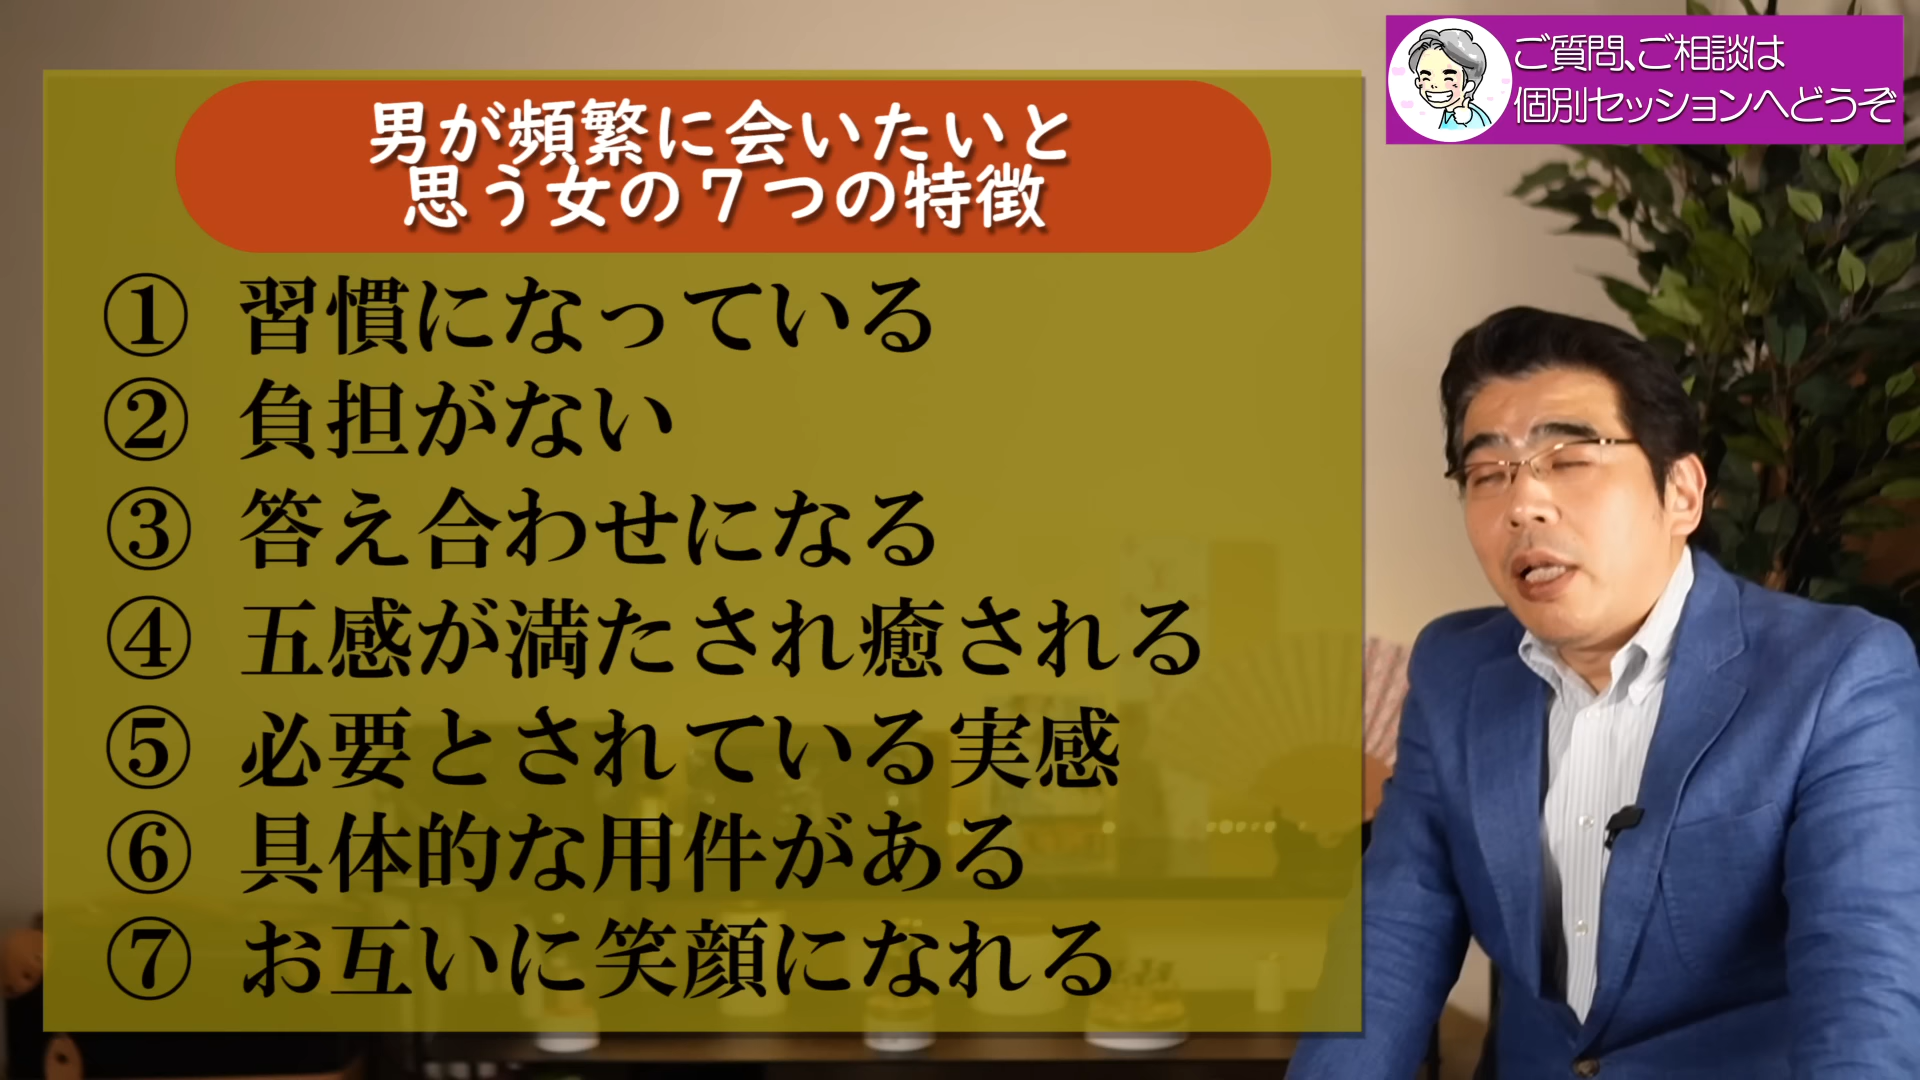 ご質問、ご相談は
個別セッションへどうぞ
男が頻繁に会いたいと
思う女の７つの特徴
① 習慣になっている
② 負担がない
③ 答え合わせになる
④ 五感が満たされ癒される
⑤ 必要とされている実感
⑥ 具体的な用件がある
⑦ お互いに笑顔になれる